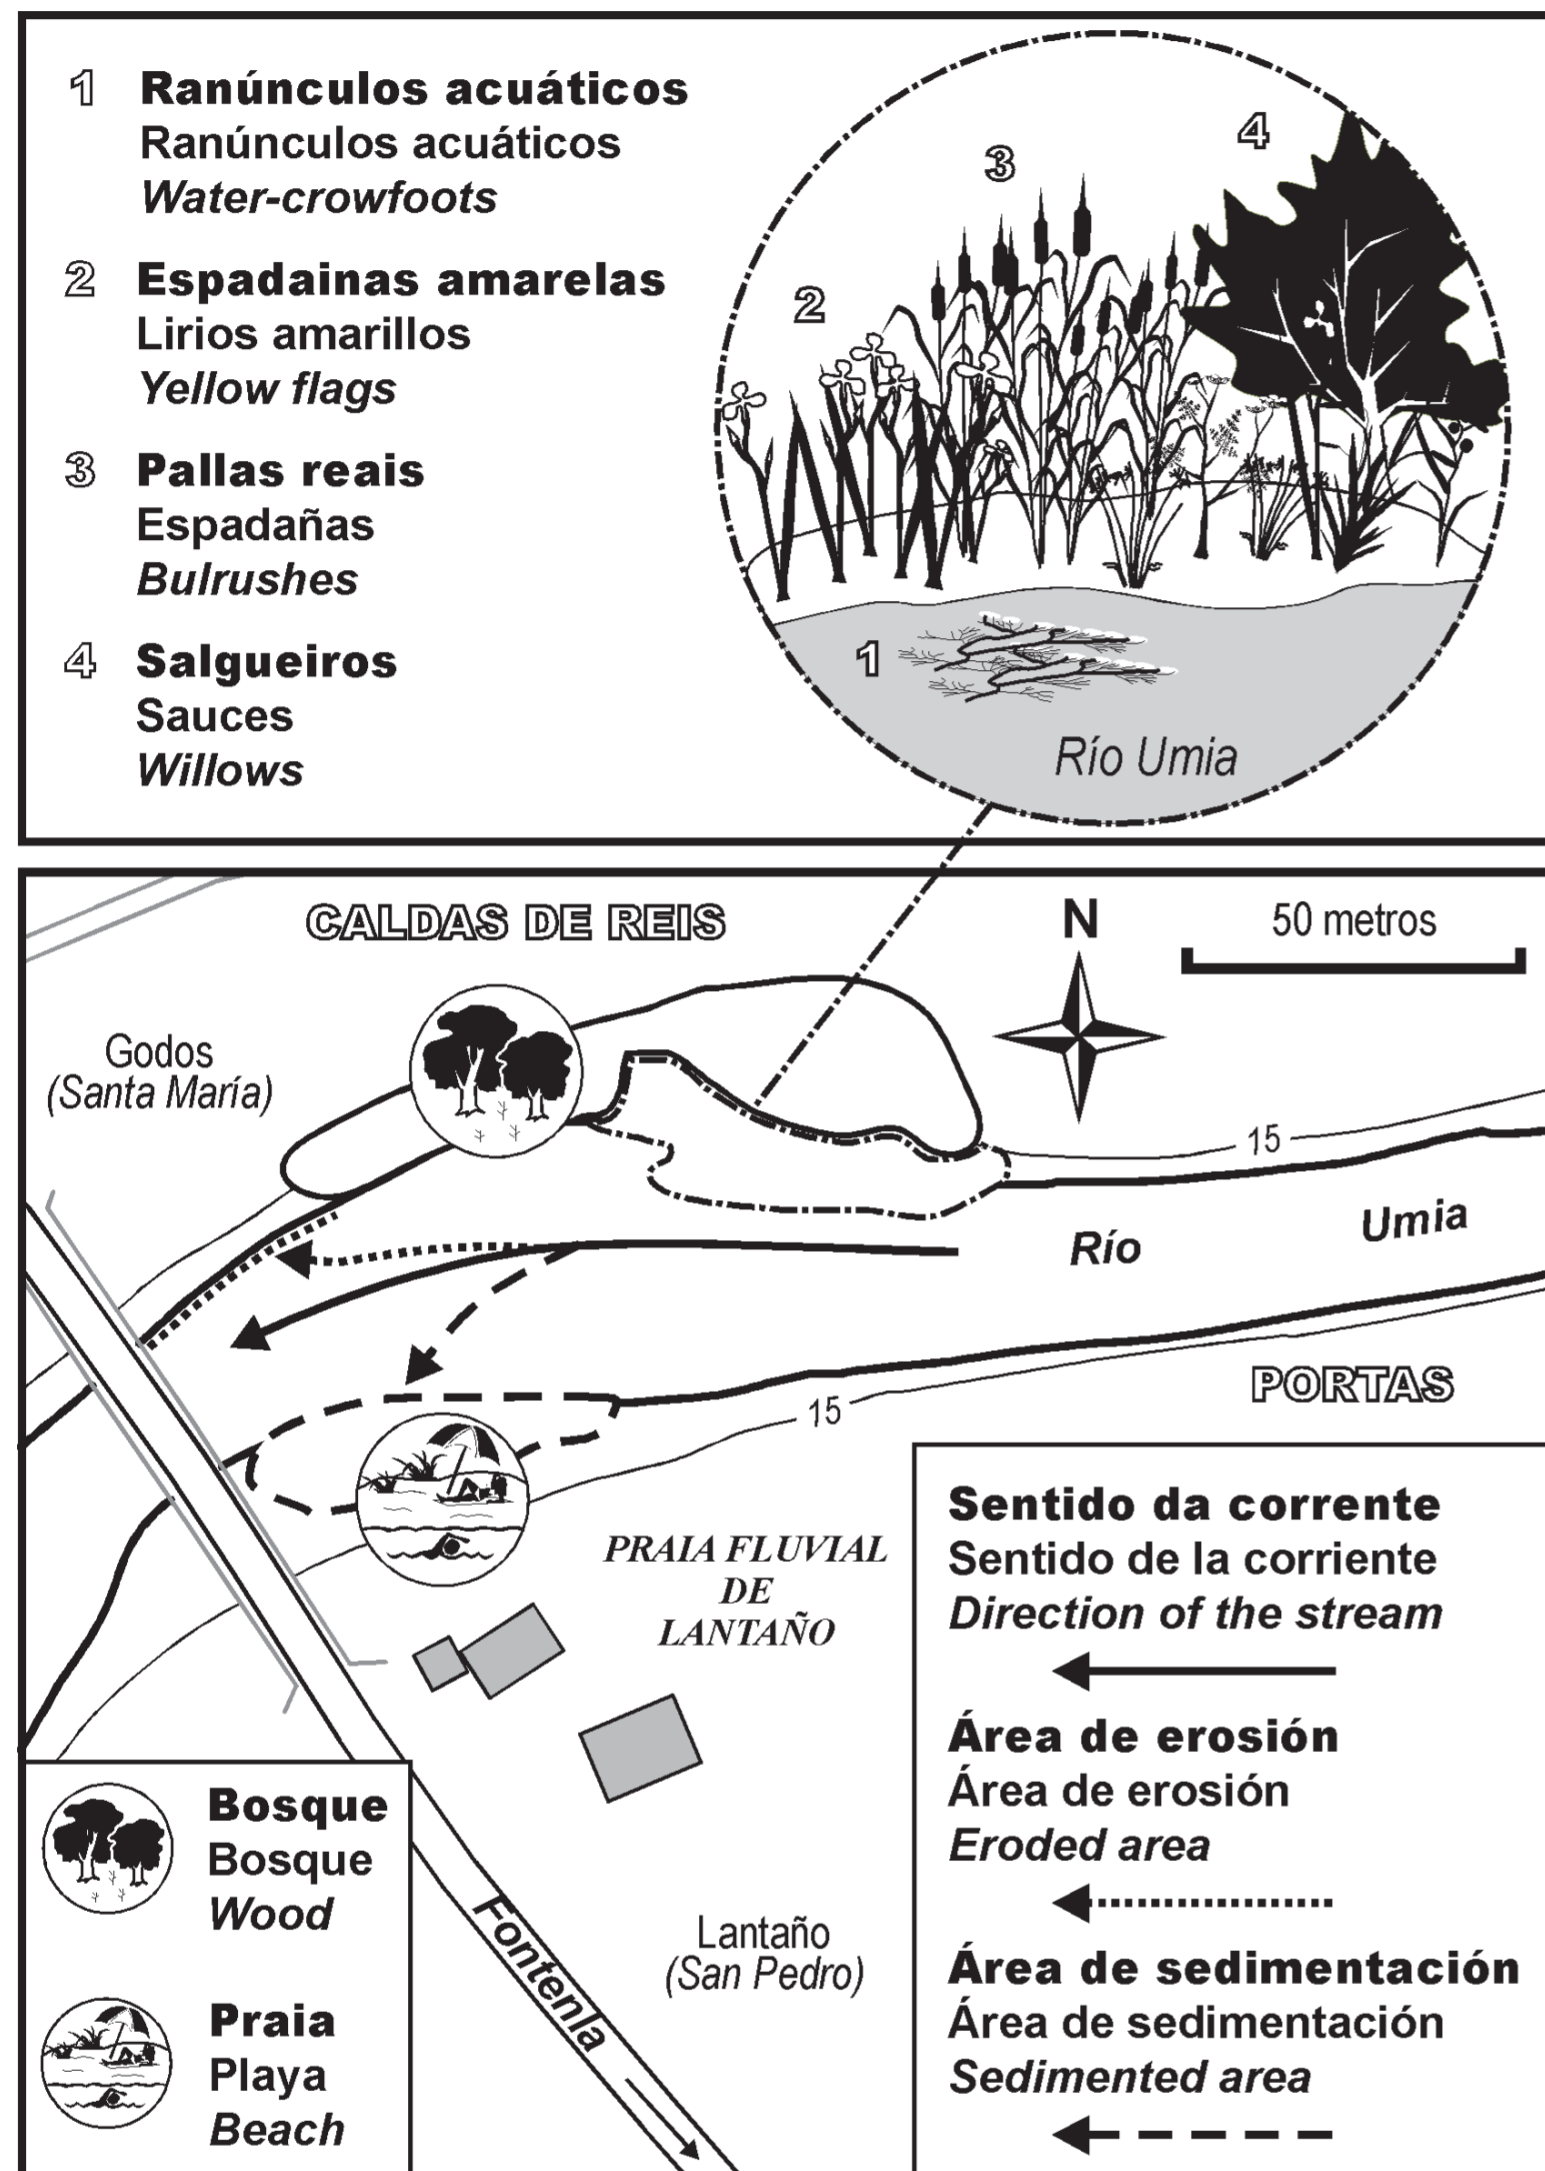 1 Ranúnculos acuáticos
Ranúnculos acuáticos
Water-crowfoots
2 Espadainas amarelas
Lirios amarillos
Yellow flags
3 Pallas reais
Espadañas
Bulrushes
4 Salgueiros
Sauces
Willows
4
3
2
1
Río Umia
CALDAS DE REIS
N
50 metros
Godos
(Santa María)
15
Umia
Río
PORTAS
15
PRAIA FLUVIAL
DE
LANTAÑO
Sentido da corrente
Sentido de la corriente
Direction of the stream
Área de erosión
Área de erosión
Eroded area
Área de sedimentación
Área de sedimentación
Sedimented area
Bosque
Bosque
Wood
Praia
Playa
Beach
Fontenla
Lantaño
(San Pedro)